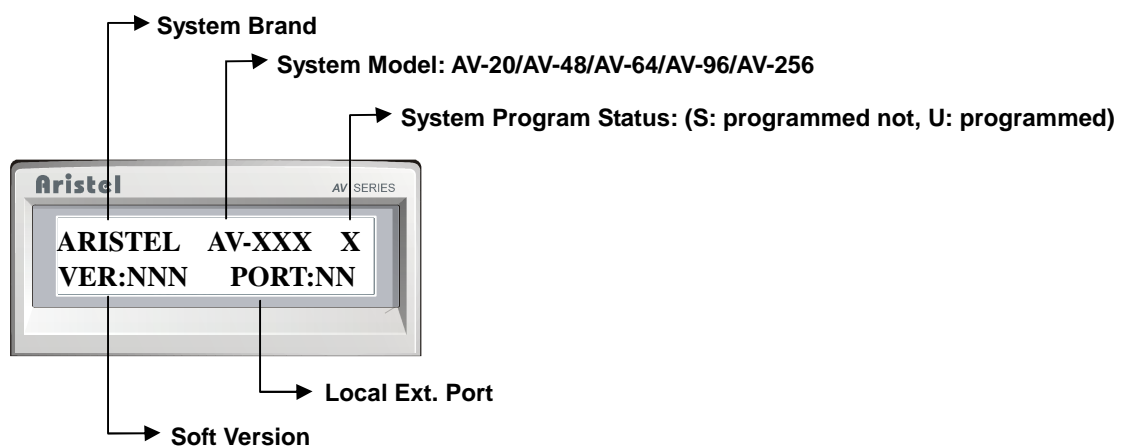 System Brand
System Model: AV-20/AV-48/AV-64/AV-96/AV-256
System Program Status: (S: programmed not, U: programmed)
Aristel AV SERIES
ARISTEL AV-XXX X
VER:NNN PORT:NN
Local Ext. Port
Soft Version